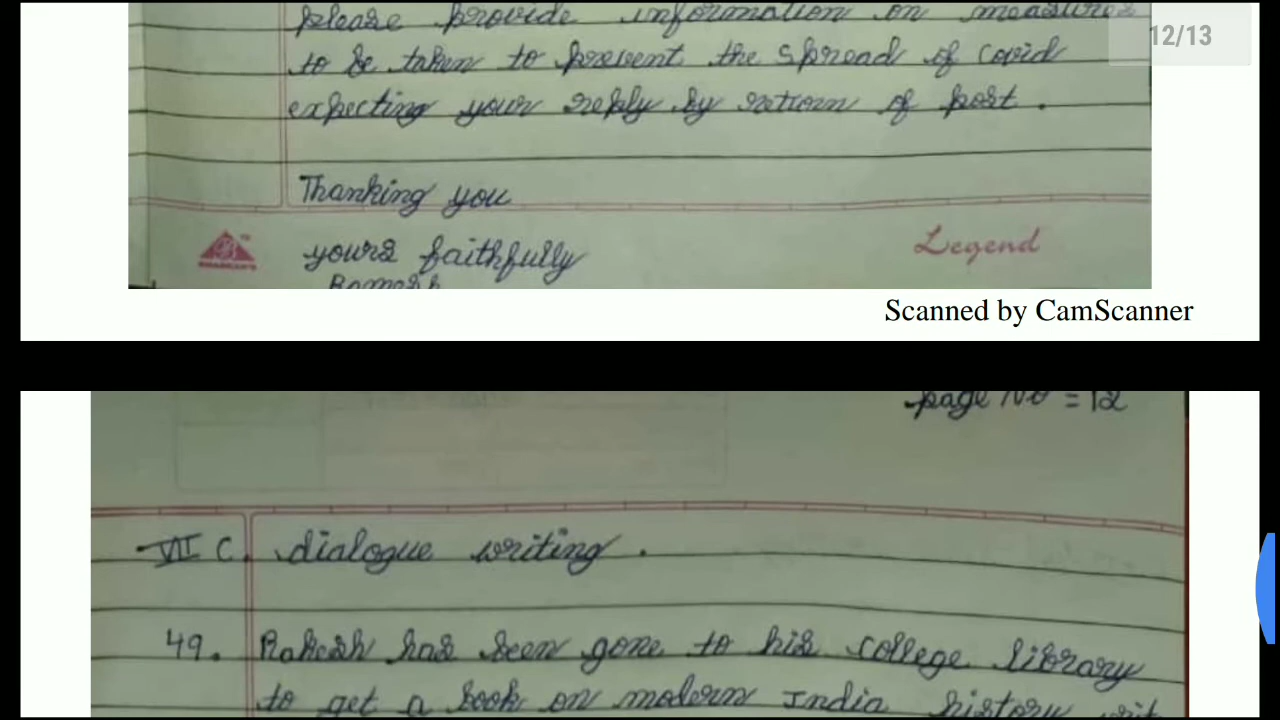 please provide information on measures
12/13
to be taken to prevent the spread of covid
expecting your reply by return of post .
Thanking you
yours faithfully
Legend
Ramesh
Scanned by CamScanner
page No = 12
VII C. dialogue writing .
49. Rakesh has been gone to his college library
to get a book on modern India history